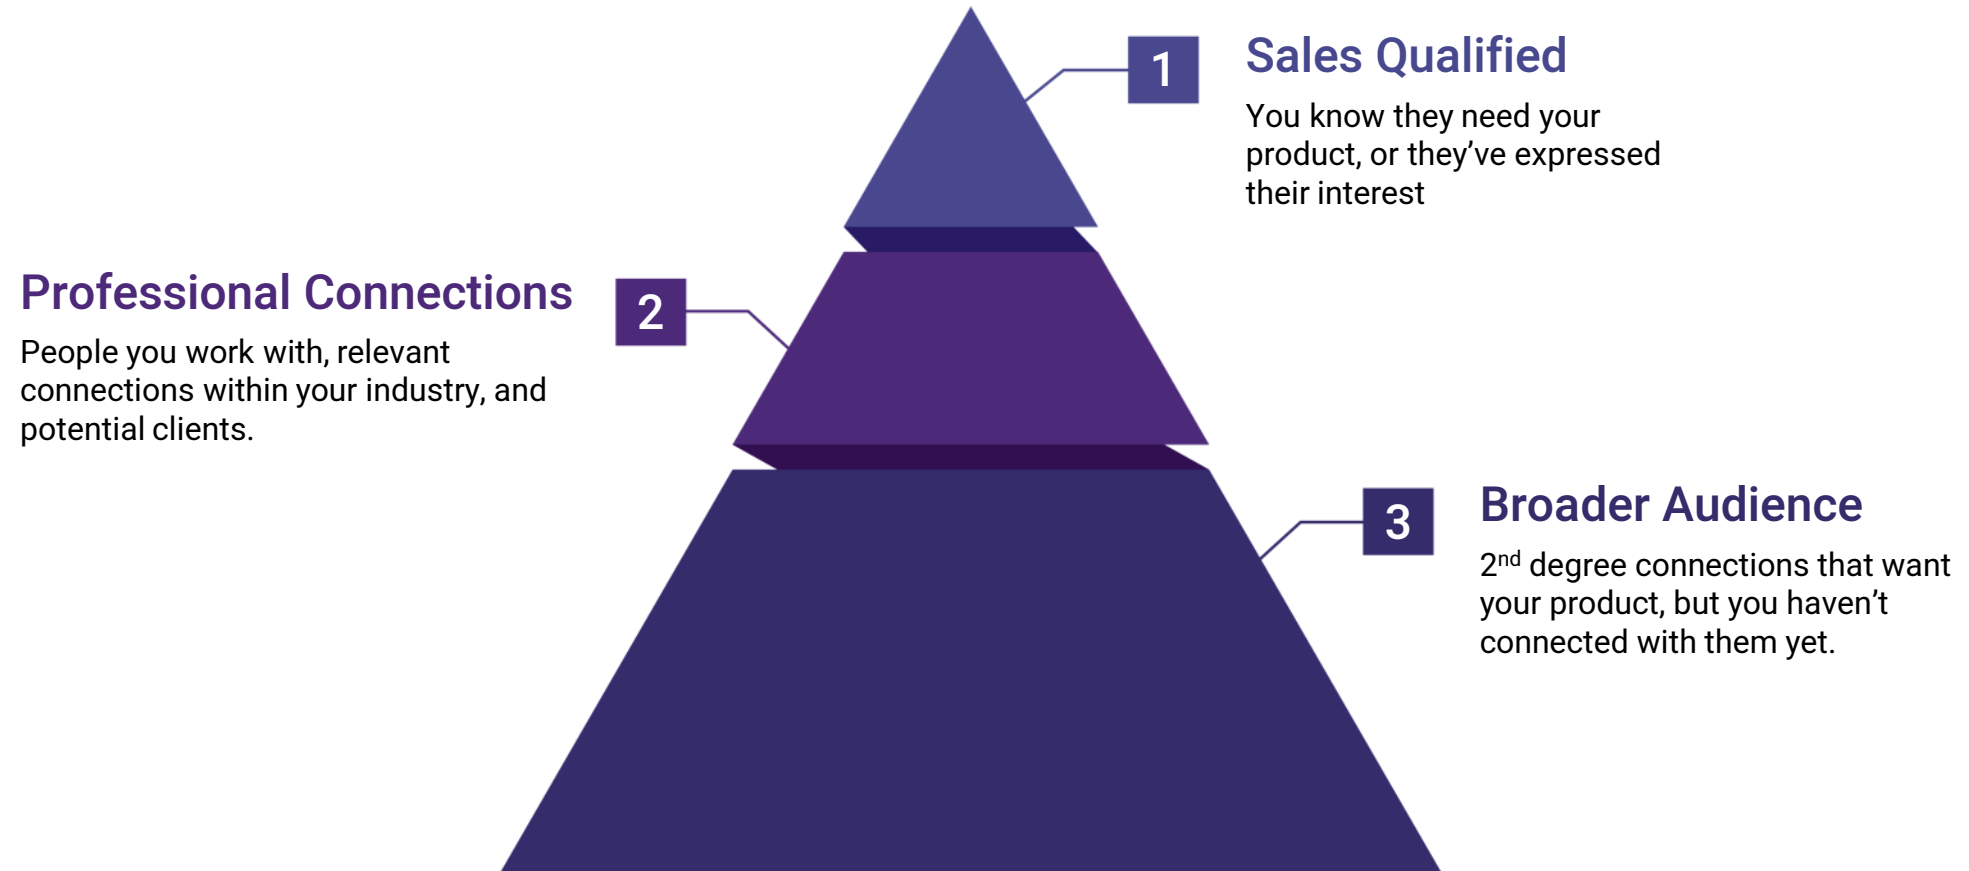 1
Sales Qualified
You know they need your
product, or they’ve expressed
their interest
Professional Connections
2
People you work with, relevant
connections within your industry, and
potential clients.
3
Broader Audience
2nd degree connections that want
your product, but you haven’t
connected with them yet.